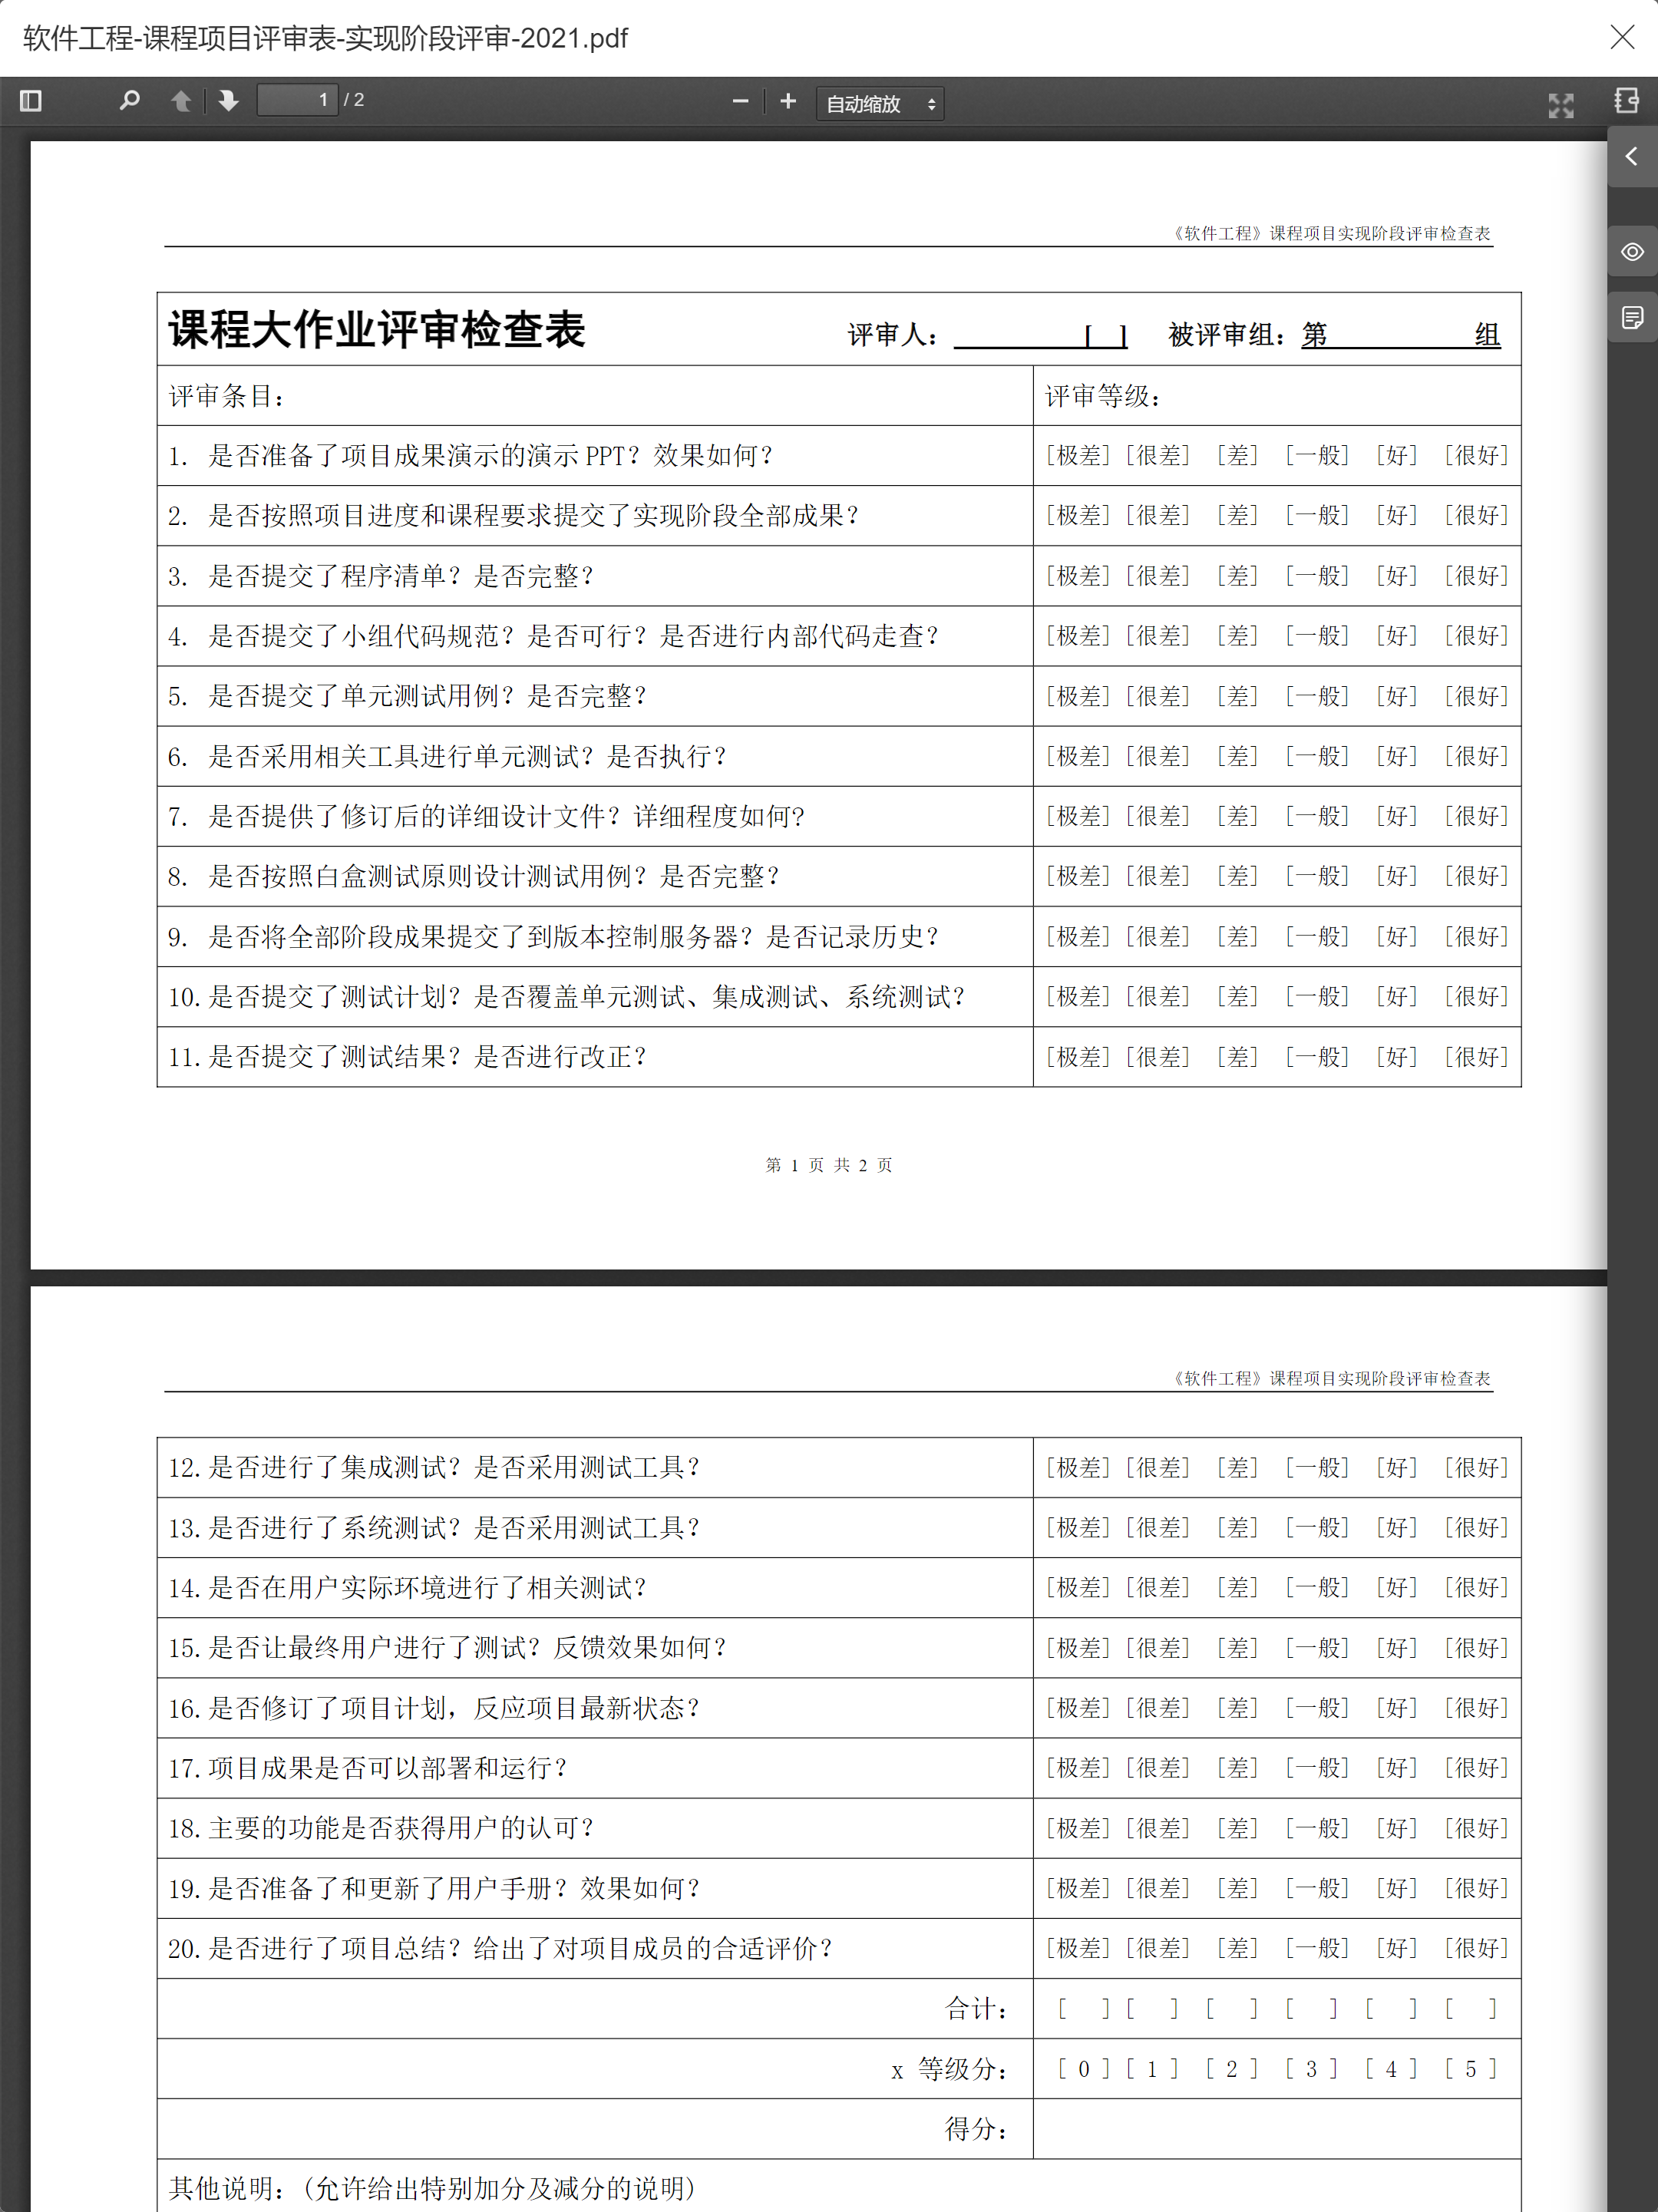 软件工程-课程项目评审表-实现阶段评审-2021.pdf
1 / 2 自动缩放
《软件工程》课程项目实现阶段评审检查表
课程大作业评审检查表 评审人：[ ] 被评审组：第 组
评审条目： 评审等级：
1. 是否准备了项目成果演示的演示 PPT？效果如何？ [极差] [很差] [差] [一般] [好] [很好]
2. 是否按照项目进度和课程要求提交了实现阶段全部成果？ [极差] [很差] [差] [一般] [好] [很好]
3. 是否提交了程序清单？是否完整？ [极差] [很差] [差] [一般] [好] [很好]
4. 是否提交了小组代码规范？是否可行？是否进行内部代码走查？ [极差] [很差] [差] [一般] [好] [很好]
5. 是否提交了单元测试用例？是否完整？ [极差] [很差] [差] [一般] [好] [很好]
6. 是否采用相关工具进行单元测试？是否执行？ [极差] [很差] [差] [一般] [好] [很好]
7. 是否提供了修订后的详细设计文件？详细程度如何？ [极差] [很差] [差] [一般] [好] [很好]
8. 是否按照白盒测试原则设计测试用例？是否完整？ [极差] [很差] [差] [一般] [好] [很好]
9. 是否将全部阶段成果提交了到版本控制服务器？是否记录历史？ [极差] [很差] [差] [一般] [好] [很好]
10. 是否提交了测试计划？是否覆盖单元测试、集成测试、系统测试？ [极差] [很差] [差] [一般] [好] [很好]
11. 是否提交了测试结果？是否进行改正？ [极差] [很差] [差] [一般] [好] [很好]
第 1 页 共 2 页
《软件工程》课程项目实现阶段评审检查表
12. 是否进行了集成测试？是否采用测试工具？ [极差] [很差] [差] [一般] [好] [很好]
13. 是否进行了系统测试？是否采用测试工具？ [极差] [很差] [差] [一般] [好] [很好]
14. 是否在用户实际环境进行了相关测试？ [极差] [很差] [差] [一般] [好] [很好]
15. 是否让最终用户进行了测试？反馈效果如何？ [极差] [很差] [差] [一般] [好] [很好]
16. 是否修订了项目计划，反应项目最新状态？ [极差] [很差] [差] [一般] [好] [很好]
17. 项目成果是否可以部署和运行？ [极差] [很差] [差] [一般] [好] [很好]
18. 主要的功能是否获得用户的认可？ [极差] [很差] [差] [一般] [好] [很好]
19. 是否准备了和更新了用户手册？效果如何？ [极差] [很差] [差] [一般] [好] [很好]
20. 是否进行了项目总结？给出了对项目成员的合适评价？ [极差] [很差] [差] [一般] [好] [很好]
合计： [ ] [ ] [ ] [ ] [ ] [ ]
x 等级分： [ 0 ] [ 1 ] [ 2 ] [ 3 ] [ 4 ] [ 5 ]
得分：
其他说明：(允许给出特别加分及减分的说明)